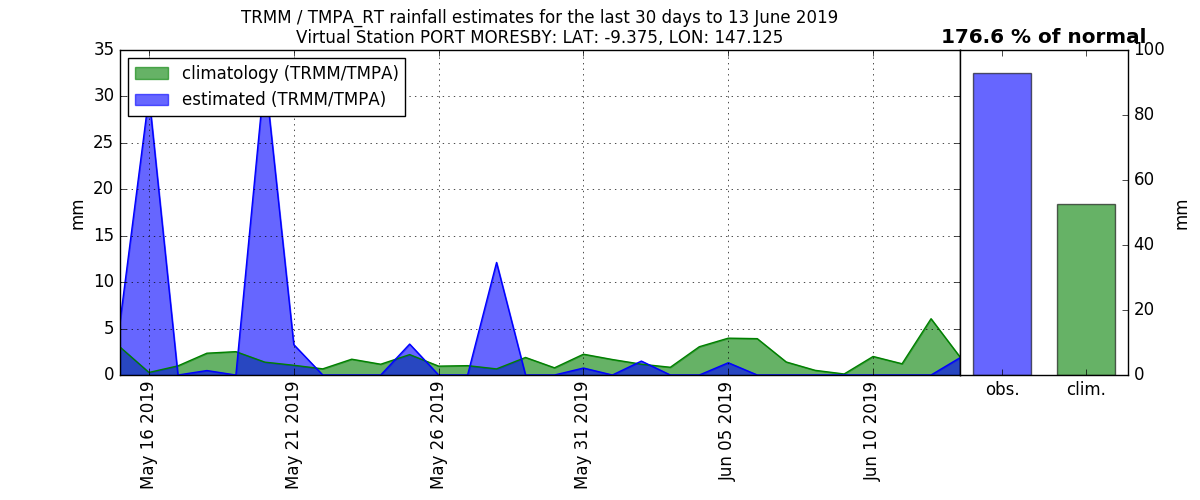 TRMM / TMPA_RT rainfall estimates for the last 30 days to 13 June 2019
Virtual Station PORT MORESBY: LAT: -9.375, LON: 147.125
176.6 % of normal
climatology (TRMM/TMPA)
estimated (TRMM/TMPA)
35
30
25
20
15
10
5
0
mm
May 16 2019
May 21 2019
May 26 2019
May 31 2019
Jun 05 2019
Jun 10 2019
obs.
clim.
100
80
60
40
20
0
mm